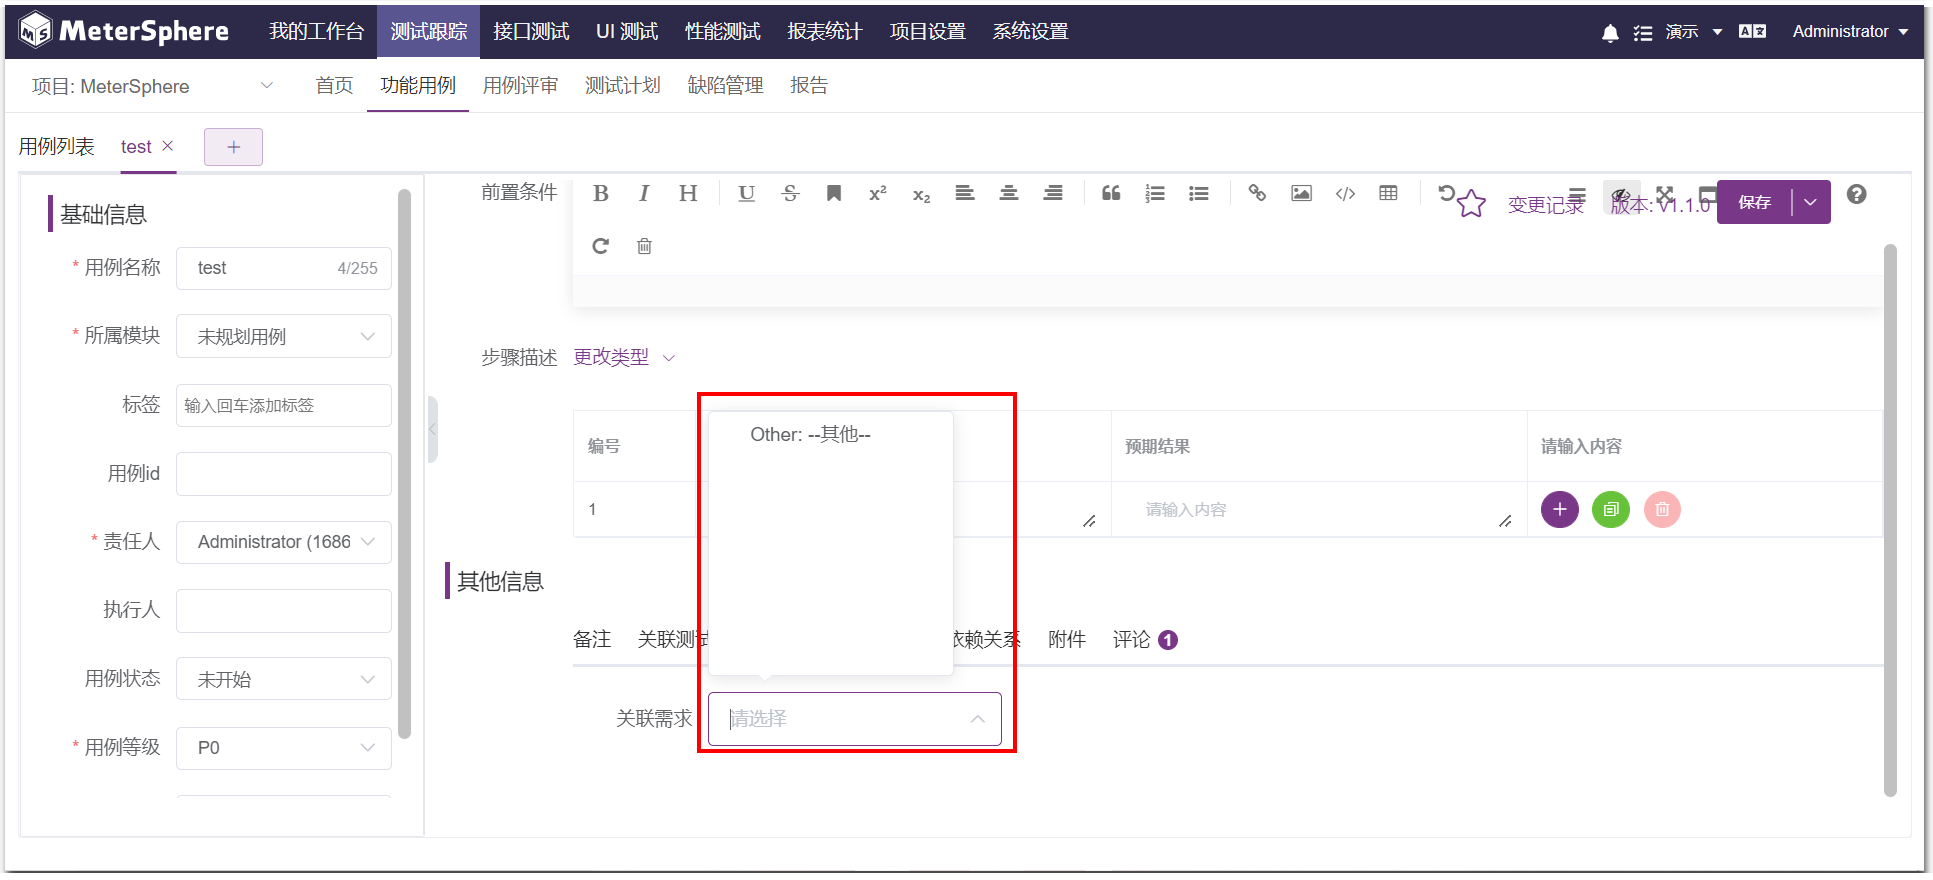 MeterSphere 我的工作台 测试跟踪 接口测试 UI 测试 性能测试 报表统计 项目设置 系统设置 演示 Administrator
项目: MeterSphere 首页 功能用例 用例评审 测试计划 缺陷管理 报告
用例列表 test × +
基础信息
* 用例名称 test 4/255
* 所属模块 未规划用例
标签 输入回车添加标签
用例id
* 责任人 Administrator (1686
执行人
用例状态 未开始
* 用例等级 P0
前置条件 B I H U S x² x₂
变更记录 版本: v1.1.0 保存
步骤描述 更改类型
编号 预期结果 请输入内容
1 请输入内容
Other: --其他--
其他信息
备注 关联测试 依赖关系 附件 评论 1
关联需求 请选择